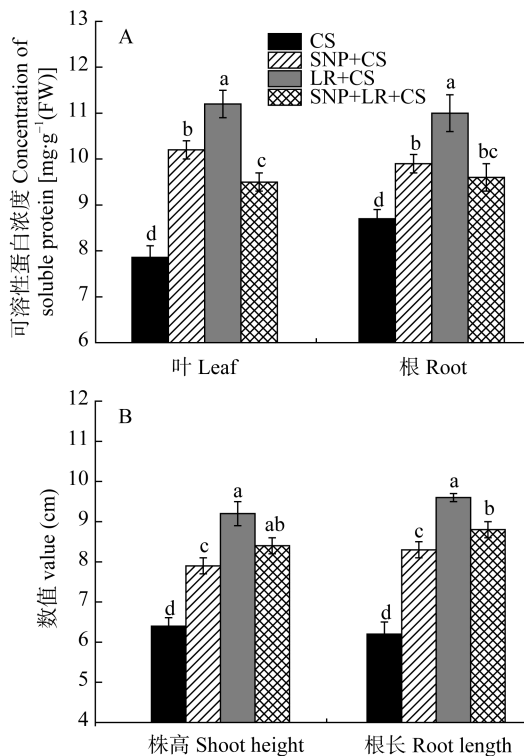 可溶性蛋白浓度 Concentration of
soluble protein [mg·g⁻¹(FW)]
13
12
11
10
9
8
7
6
A
CS
SNP+CS
LR+CS
SNP+LR+CS
d
b
a
c
d
b
a
bc
叶 Leaf
根 Root
数值 value (cm)
12
11
10
9
8
7
6
5
4
B
d
c
a
ab
d
c
a
b
株高 Shoot height
根长 Root length